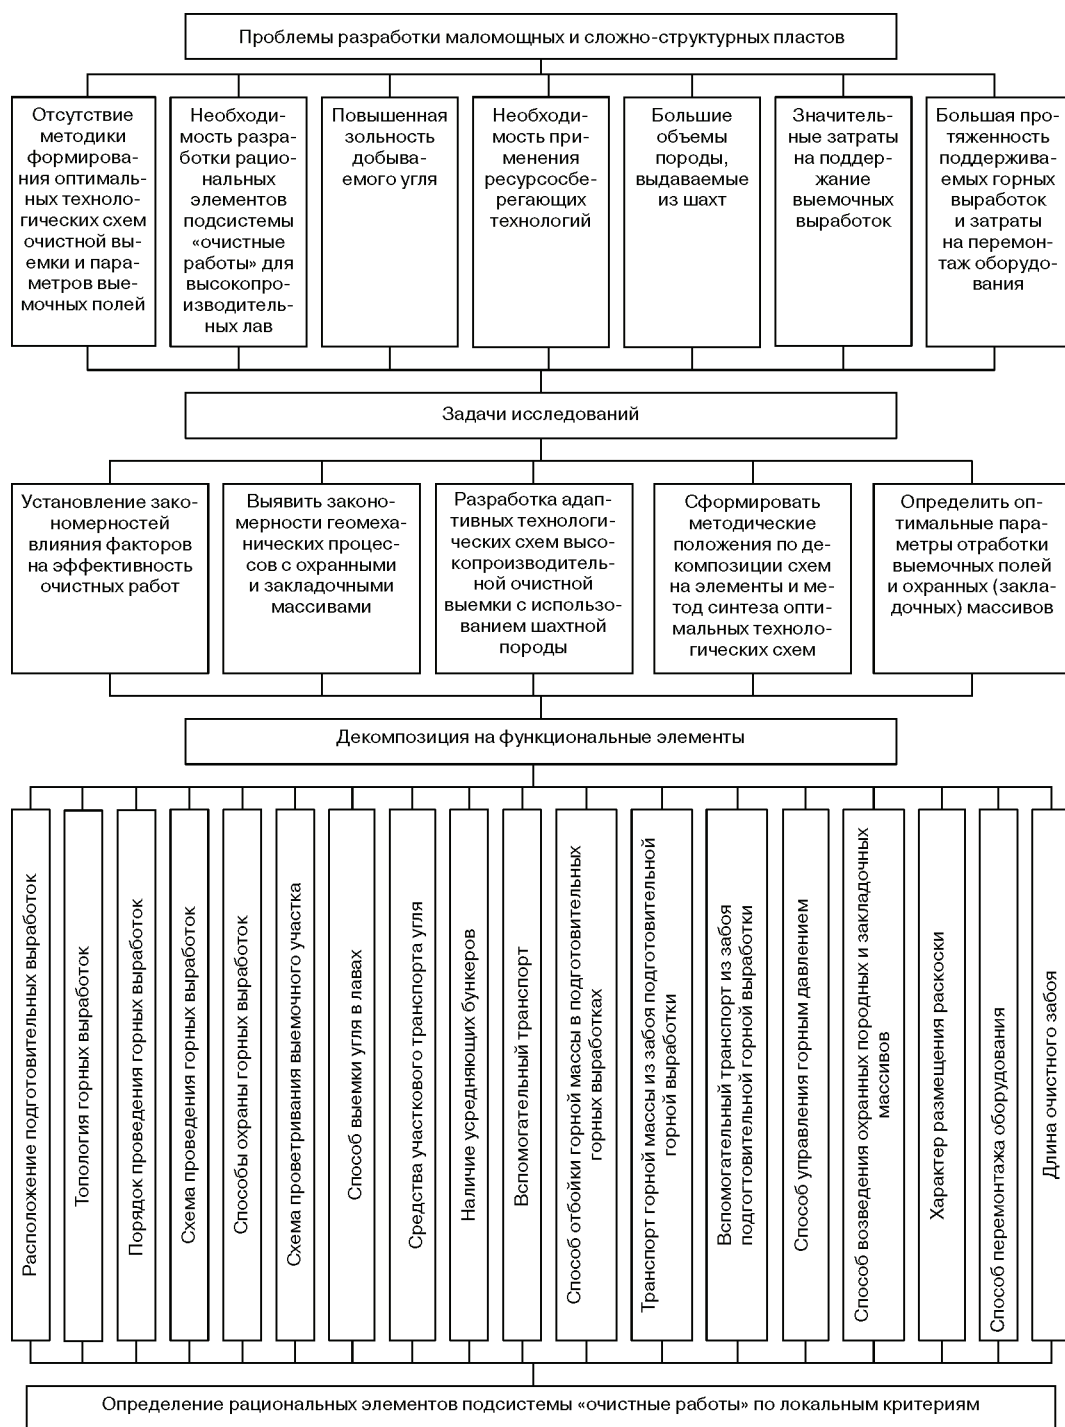 Проблемы разработки маломощных и сложно-структурных пластов
Отсутствие
методики
формирова-
ния оптималь-
ных техноло-
гических схем
очистной вы-
емки и пара-
метров вые-
мочных полей
Необходи-
мость разра-
ботки рацио-
нальных
элементов
подсистемы
«очистные
работы» для
высокопро-
изводитель-
ных лав
Повышенная
зольность
добыва-
емого угля
Необходи-
мость при-
менения
ресурсосбе-
регающих
технологий
Большие
объемы
породы,
выдаваемые
из шахт
Значитель-
ные затраты
на поддер-
жание
выемочных
выработок
Большая про-
тяженность
поддержива-
емых горных
выработок
и затраты
на перемон-
таж оборудо-
вания
Задачи исследований
Установление зако-
номерностей
влияния факторов
на эффективность
очистных работ
Выявить законо-
мерности геомеха-
нических процес-
сов с охранными
и закладочными
массивами
Разработка адап-
тивных технологи-
ческих схем высо-
копроизводитель-
ной очистной
выемки с использо-
ванием шахтной
породы
Сформировать
методические
положения по де-
композиции схем
на элементы и ме-
тод синтеза опти-
мальных техноло-
гических схем
Определить оп-
тимальные пара-
метры отработки
выемочных полей
и охранных (закла-
дочных) массивов
Декомпозиция на функциональные элементы
Расположение подготовительных выработок
Топология горных выработок
Порядок проведения горных выработок
Схема проведения горных выработок
Способы охраны горных выработок
Схема проветривания выемочного участка
Способ выемки угля в лавах
Средства участкового транспорта угля
Наличие усредняющих бункеров
Вспомогательный транспорт
Способ отбойки горной массы в подготовительных
горных выработках
Транспорт горной массы из забоя подготовительной
горной выработки
Вспомогательный транспорт из забоя
подгготовительной горной выработки
Способ управления горным давлением
Способ возведения охранных породных и закладочных
массивов
Характер размещения раскоски
Способ перемонтажа оборудования
Длина очистного забоя
Определение рациональных элементов подсистемы «очистные работы» по локальным критериям